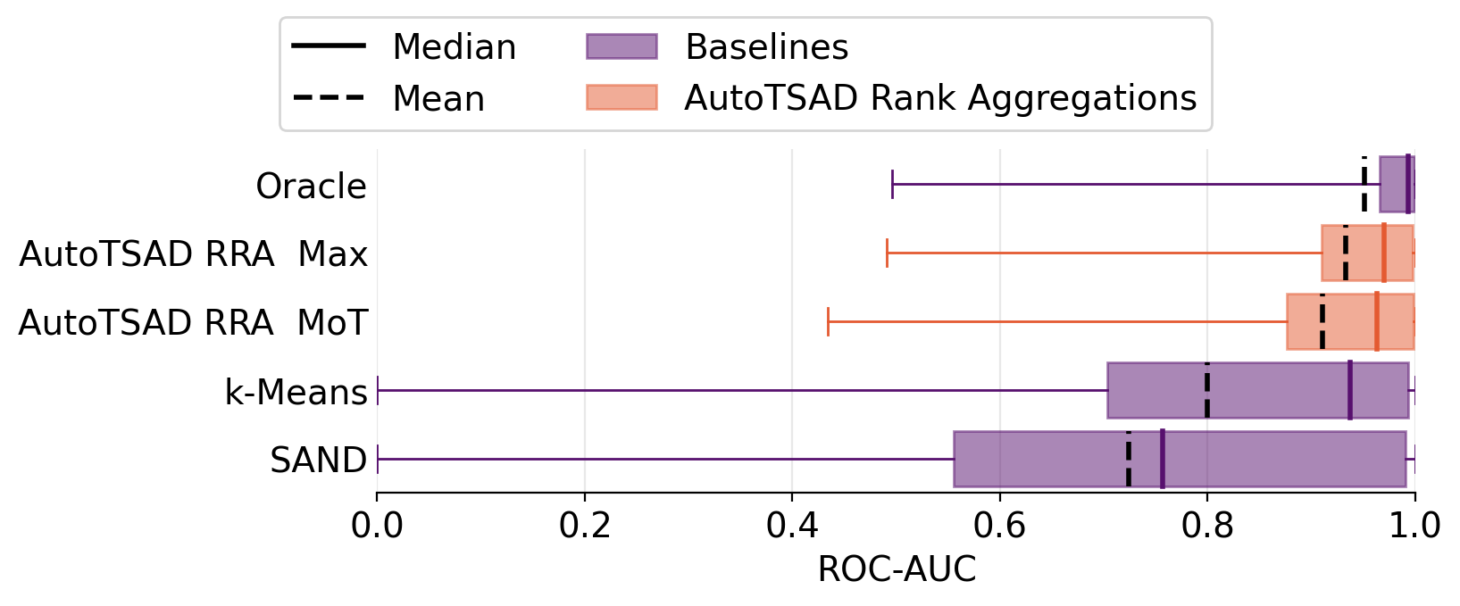 Median
Mean
Baselines
AutoTSAD Rank Aggregations
Oracle
AutoTSAD RRA  Max
AutoTSAD RRA  MoT
k-Means
SAND
0.0 0.2 0.4 0.6 0.8 1.0
ROC-AUC